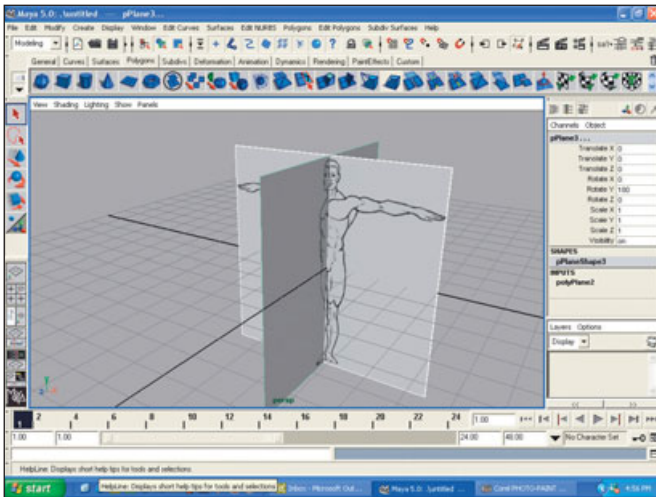 Maya 5.0: .\untitled --- pPlane3...
File Edit Modify Create Display Window Edit Curves Surfaces Edit NURBS Polygons Edit Polygons Subdiv Surfaces Help
Modeling
General Curves Surfaces Polygons Subdivs Deformation Animation Dynamics Rendering PaintEffects Custom
View Shading Lighting Show Panels
Channels Object
pPlane3...
Translate X 0
Translate Y 0
Translate Z 0
Rotate X 0
Rotate Y 180
Rotate Z 0
Scale X 1
Scale Y 1
Scale Z 1
Visibility on
SHAPES
pPlaneShape3
INPUTS
polyPlane2
Layers Options
Display
persp
2 4 6 8 10 12 14 16 18 20 22 24 1.00
1
1.00 1.00 24.00 48.00 No Character Set
HelpLine: Displays short help tips for tools and selections
start HelpLine: Displays short help tips for tools and selections Inbox - Microsoft Out... Maya 5.0: .\untitled ... Corel PHOTO-PAINT ... 4:56 PM